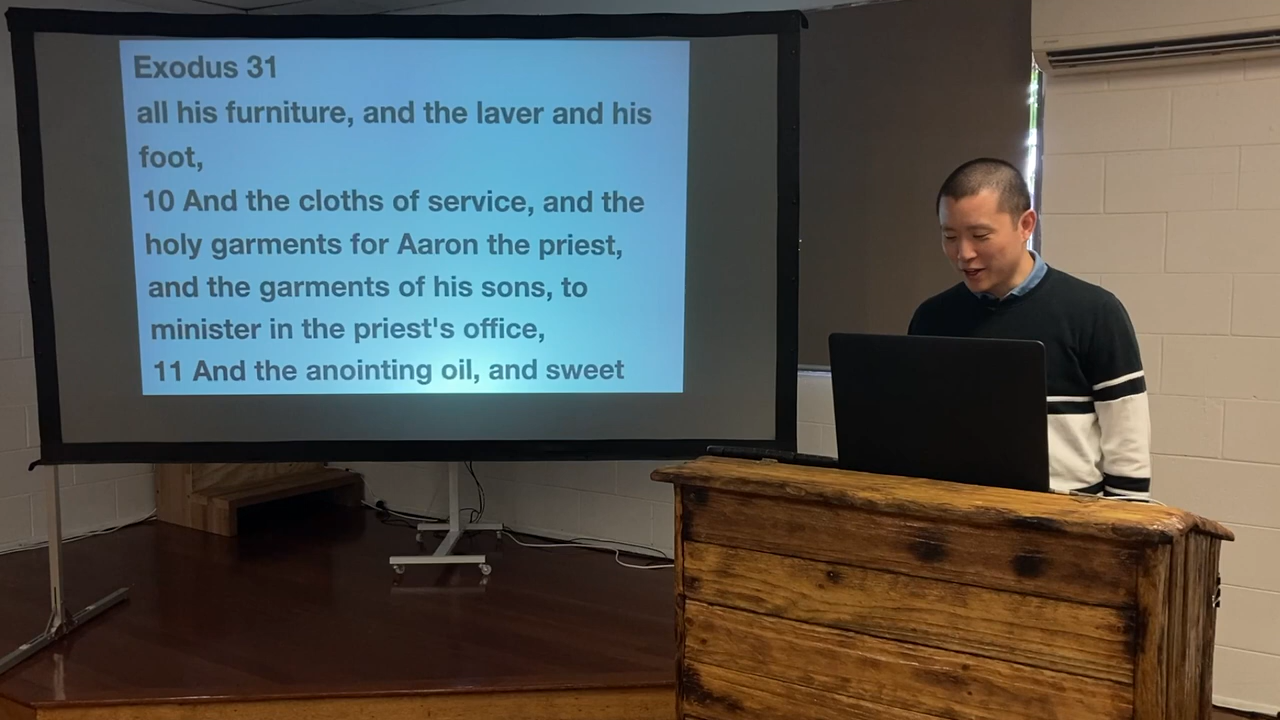 Exodus 31
all his furniture, and the laver and his
foot,
10 And the cloths of service, and the
holy garments for Aaron the priest,
and the garments of his sons, to
minister in the priest's office,
11 And the anointing oil, and sweet